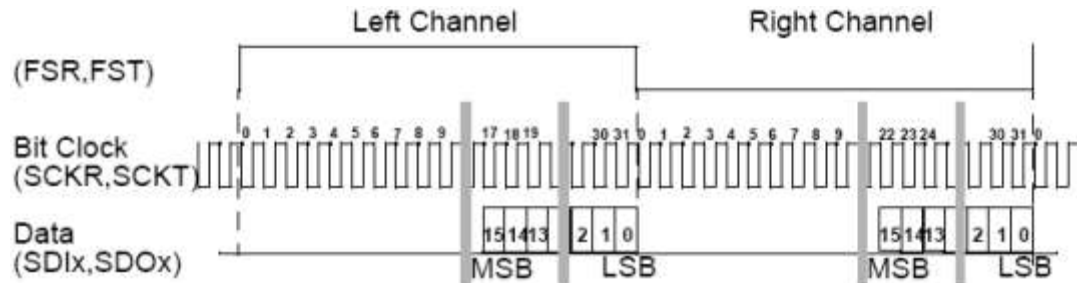 Left Channel Right Channel
(FSR,FST)
0 1 2 3 4 5 6 7 8 9 17 18 19 30 31 0 1 2 3 4 5 6 7 8 9 22 23 24 30 31 0
Bit Clock
(SCKR,SCKT)
Data 15 14 13 2 1 0 15 14 13 2 1 0
(SDIx,SDOx)
MSB LSB MSB LSB